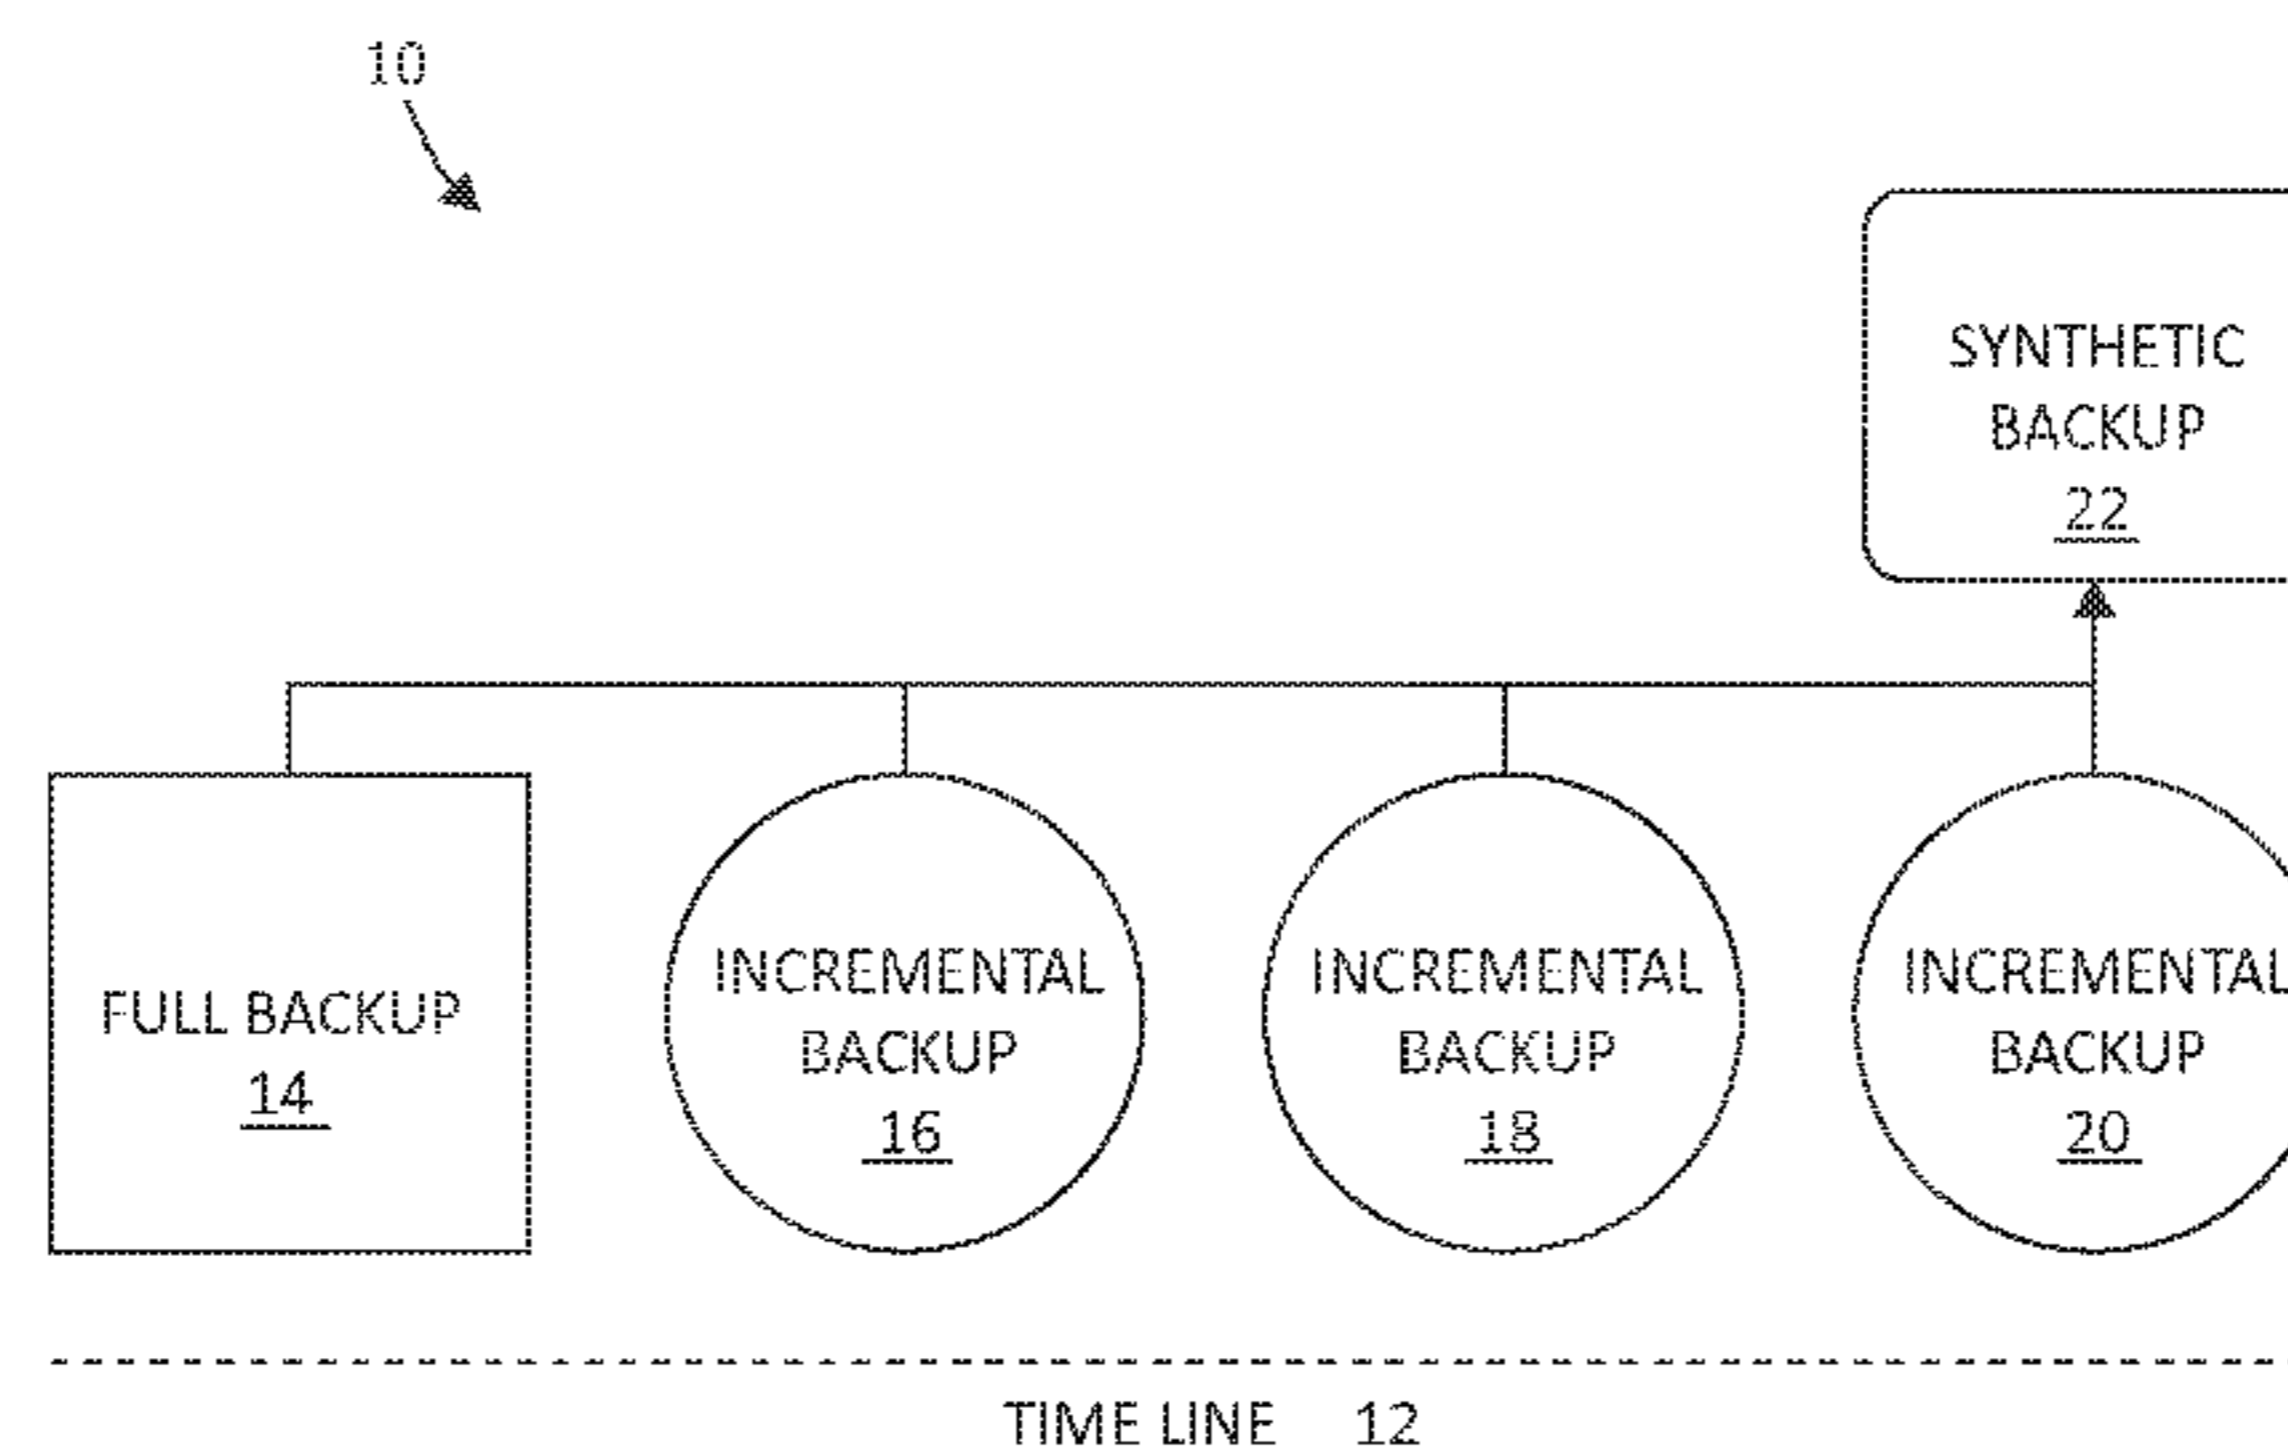 10
SYNTHETIC
BACKUP
22
FULL BACKUP
14
INCREMENTAL
BACKUP
16
INCREMENTAL
BACKUP
18
INCREMENTAL
BACKUP
20
TIME LINE 12